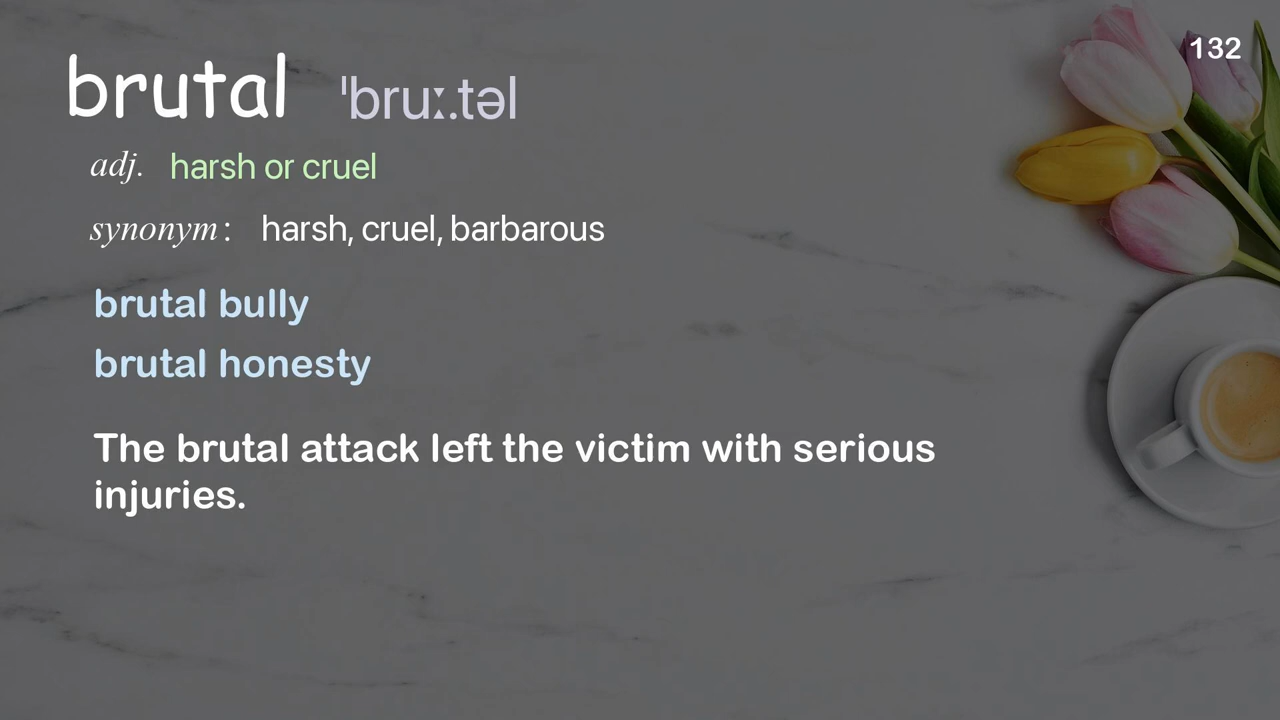 132
brutal ˈbruː.təl
adj. harsh or cruel
synonym: harsh, cruel, barbarous
brutal bully
brutal honesty
The brutal attack left the victim with serious
injuries.